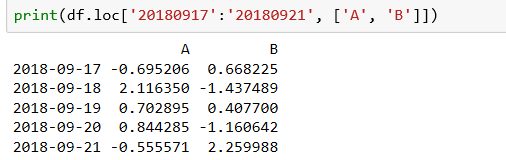 print(df.loc['20180917':'20180921', ['A', 'B']])
A B
2018-09-17 -0.695206 0.668225
2018-09-18 2.116350 -1.437489
2018-09-19 0.702895 0.407700
2018-09-20 0.844285 -1.160642
2018-09-21 -0.555571 2.259988